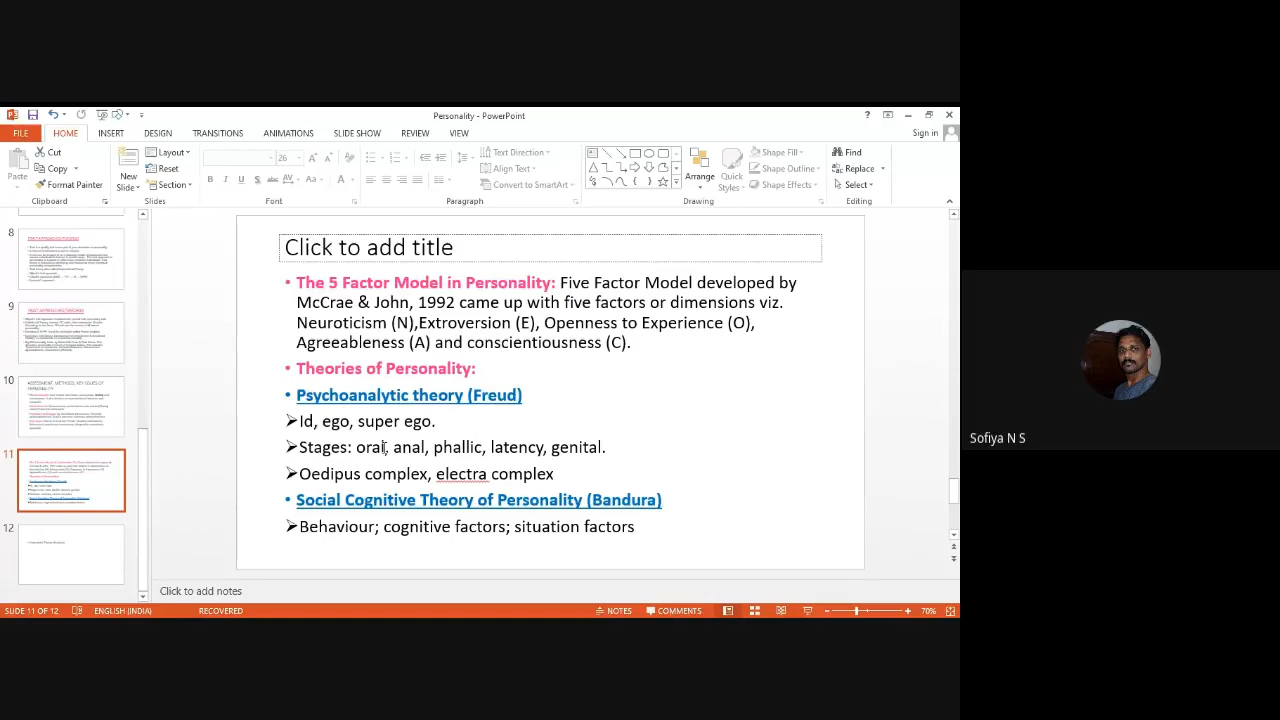 Personality - PowerPoint
Sign in
FILE HOME INSERT DESIGN TRANSITIONS ANIMATIONS SLIDE SHOW REVIEW VIEW
Paste
Cut
Copy
Format Painter
Clipboard
New Slide
Layout
Reset
Section
Slides
26
Font
Text Direction
Align Text
Convert to SmartArt
Paragraph
Arrange
Quick Styles
Shape Fill
Shape Outline
Shape Effects
Drawing
Find
Replace
Select
Editing
8
9
10
11
12
Click to add title
• The 5 Factor Model in Personality: Five Factor Model developed by
McCrae & John, 1992 came up with five factors or dimensions viz.
Neuroticism (N),Extroversion (E), Openness to Experience (O),
Agreeableness (A) and conscientiousness (C).
• Theories of Personality:
• Psychoanalytic theory (Freud)
➢Id, ego, super ego.
➢Stages: oral, anal, phallic, latency, genital.
➢Oedipus complex, electra complex
• Social Cognitive Theory of Personality (Bandura)
➢Behaviour; cognitive factors; situation factors
Click to add notes
SLIDE 11 OF 12 ENGLISH (INDIA) RECOVERED NOTES COMMENTS 70%
Sofiya N S